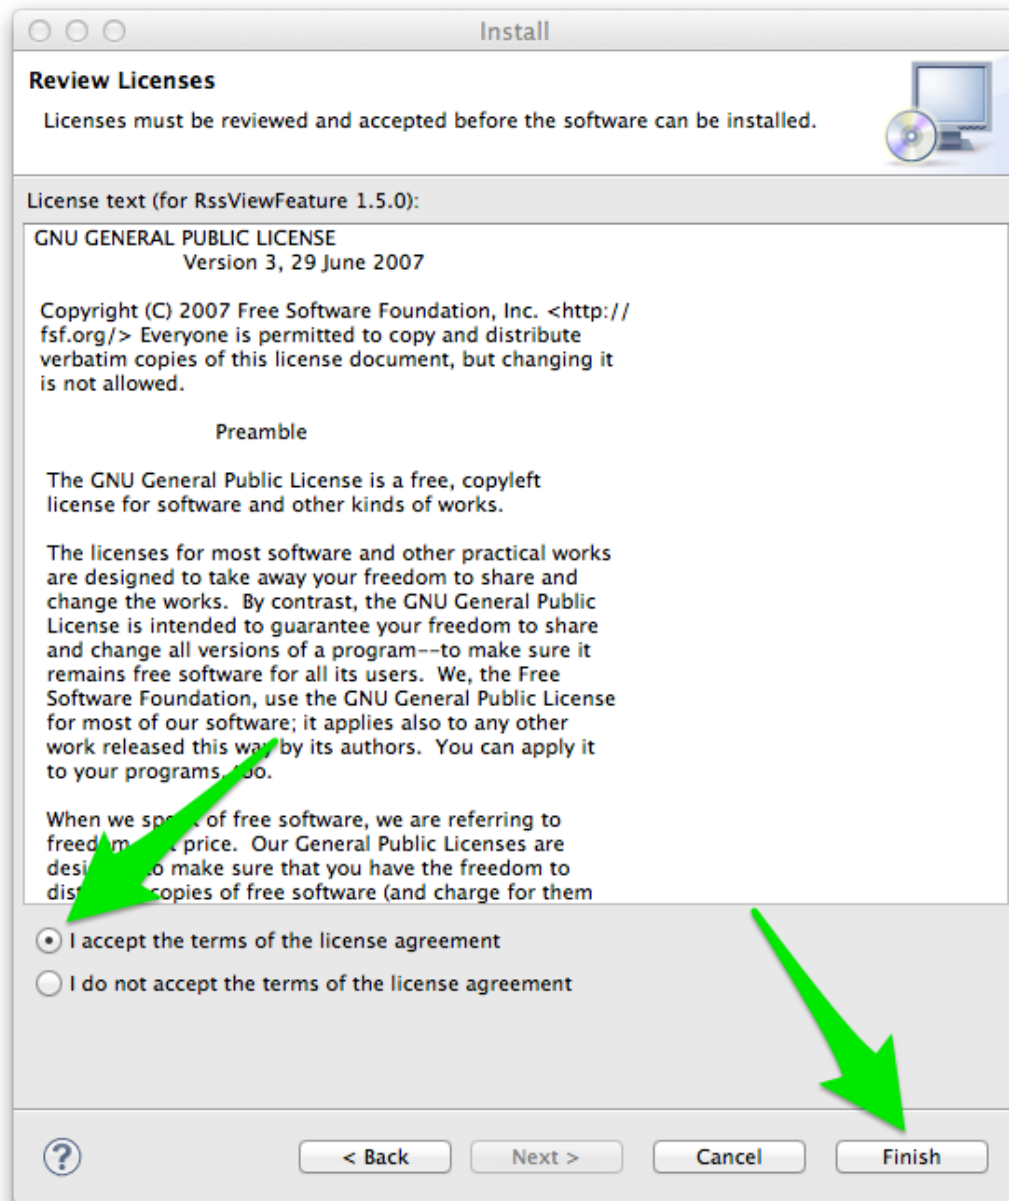 Install
Review Licenses
Licenses must be reviewed and accepted before the software can be installed.
License text (for RssViewFeature 1.5.0):
GNU GENERAL PUBLIC LICENSE
Version 3, 29 June 2007
Copyright (C) 2007 Free Software Foundation, Inc. <http://
fsf.org/> Everyone is permitted to copy and distribute
verbatim copies of this license document, but changing it
is not allowed.
Preamble
The GNU General Public License is a free, copyleft
license for software and other kinds of works.
The licenses for most software and other practical works
are designed to take away your freedom to share and
change the works.  By contrast, the GNU General Public
License is intended to guarantee your freedom to share
and change all versions of a program--to make sure it
remains free software for all its users.  We, the Free
Software Foundation, use the GNU General Public License
for most of our software; it applies also to any other
work released this way by its authors.  You can apply it
to your programs, too.
When we speak of free software, we are referring to
price.  Our General Public Licenses are
to make sure that you have the freedom to
copies of free software (and charge for them
I accept the terms of the license agreement
I do not accept the terms of the license agreement
?
< Back
Next >
Cancel
Finish